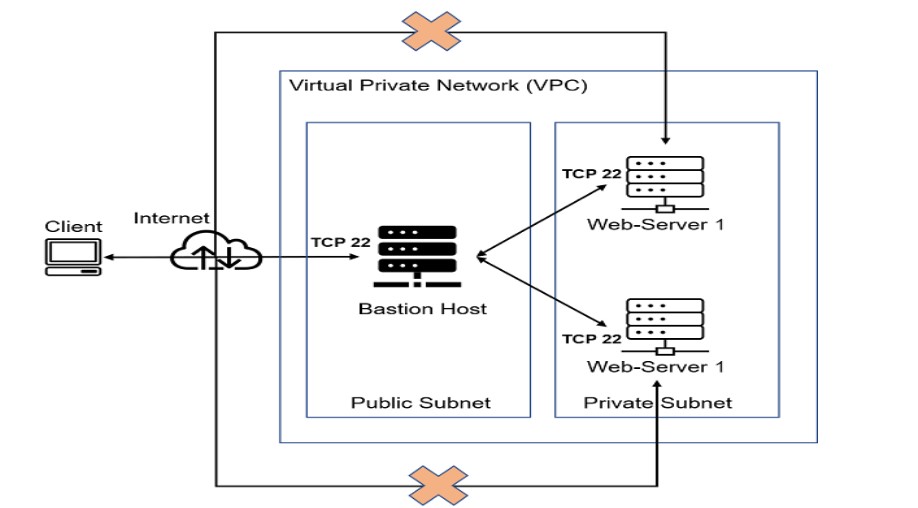 Virtual Private Network (VPC)
TCP 22
Web-Server 1
Internet
Client
TCP 22
Bastion Host
TCP 22
Web-Server 1
Public Subnet
Private Subnet